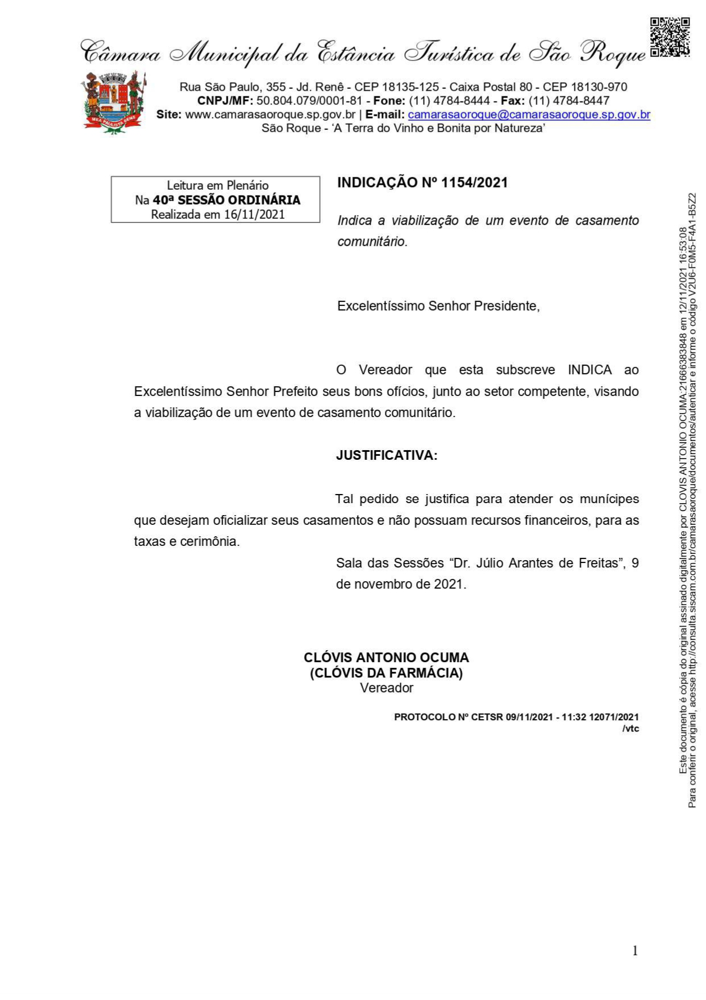 Câmara Municipal da Estância Turística de São Roque
Rua São Paulo, 355 - Jd. Renê - CEP 18135-125 - Caixa Postal 80 - CEP 18130-970
CNPJ/MF: 50.804.079/0001-81 - Fone: (11) 4784-8444 - Fax: (11) 4784-8447
Site: www.camarasaoroque.sp.gov.br | E-mail: camarasaoroque@camarasaoroque.sp.gov.br
São Roque - ‘A Terra do Vinho e Bonita por Natureza’
MEA PAULISTA GENS
Leitura em Plenário
Na 40ª SESSÃO ORDINÁRIA
Realizada em 16/11/2021
INDICAÇÃO Nº 1154/2021
Indica a viabilização de um evento de casamento
comunitário.
Excelentíssimo Senhor Presidente,
O Vereador que esta subscreve INDICA ao
Excelentíssimo Senhor Prefeito seus bons ofícios, junto ao setor competente, visando
a viabilização de um evento de casamento comunitário.
JUSTIFICATIVA:
Tal pedido se justifica para atender os munícipes
que desejam oficializar seus casamentos e não possuam recursos financeiros, para as
taxas e cerimônia.
Sala das Sessões “Dr. Júlio Arantes de Freitas”, 9
de novembro de 2021.
CLÓVIS ANTONIO OCUMA
(CLÓVIS DA FARMÁCIA)
Vereador
PROTOCOLO Nº CETSR 09/11/2021 - 11:32 12071/2021
/vtc
Este documento é cópia do original assinado digitalmente por CLOVIS ANTONIO OCUMA:21666383848 em 12/11/2021 16:53:08
Para conferir o original, acesse http://consulta.siscam.com.br/camarasaoroque/documentos/autenticar e informe o código V2U6-F0M5-F4A1-B5Z2
1